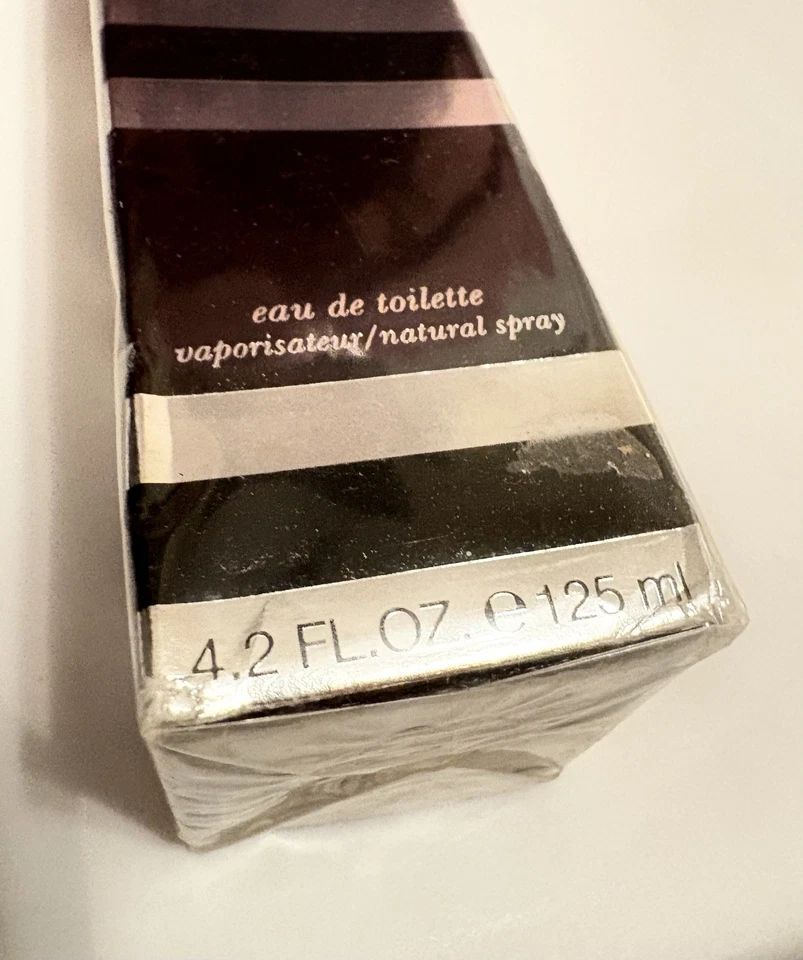 eau de toilette
vaporisateur/natural spray
4.2 FL.OZ. ℮ 125 ml